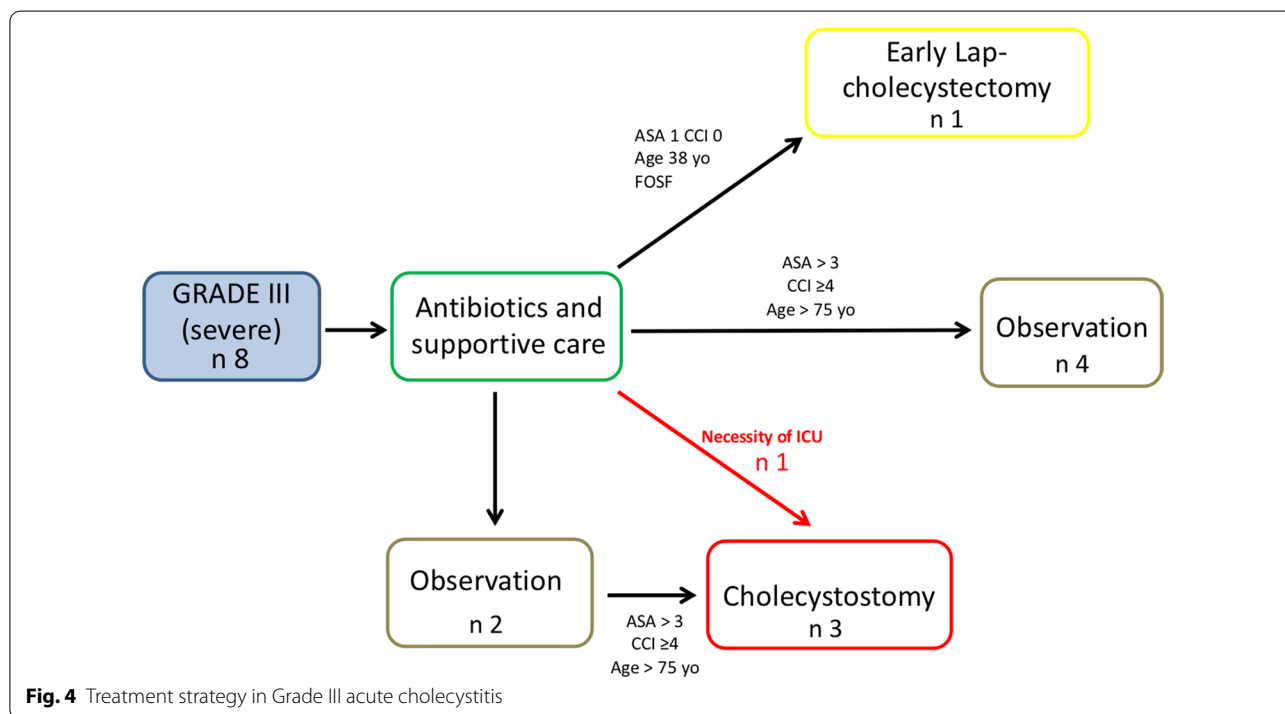 Early Lap-
cholecystectomy
n 1
ASA 1 CCI 0
Age 38 yo
FOSF
ASA > 3
CCI ≥4
Age > 75 yo
GRADE III
(severe)
n 8
Antibiotics and
supportive care
Observation
n 4
Necessity of ICU
n 1
Observation
n 2
ASA > 3
CCI ≥4
Age > 75 yo
Cholecystostomy
n 3
Fig. 4 Treatment strategy in Grade III acute cholecystitis